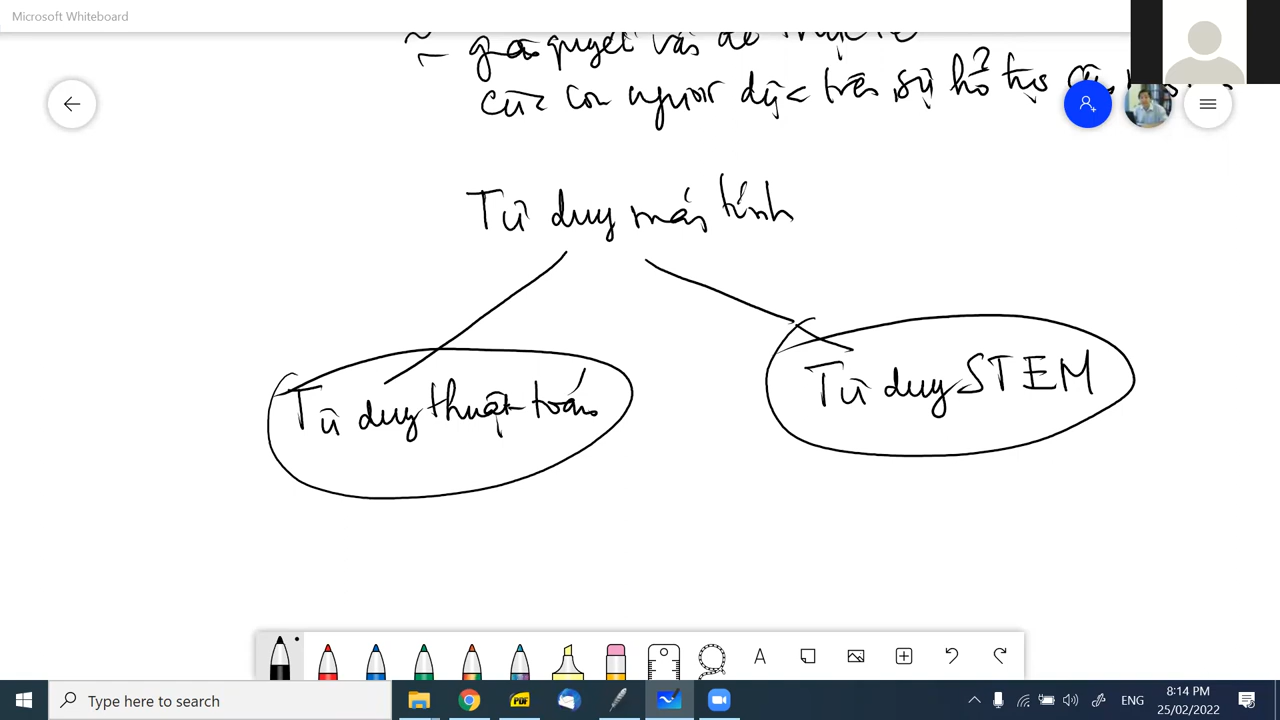 Microsoft Whiteboard
giải quyết vấn đề thực tế
của con người dựa trên sự hỗ trợ
Tư duy máy tính
Tư duy thuật toán
Tư duy STEM
A
Type here to search
PDF
ENG
8:14 PM
25/02/2022